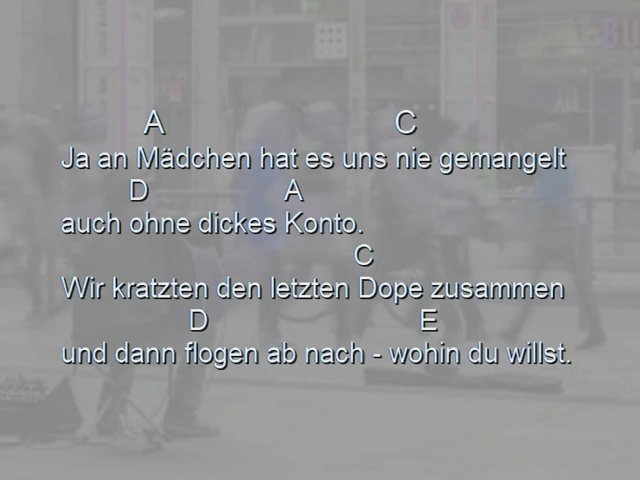 A C
Ja an Mädchen hat es uns nie gemangelt
D A
auch ohne dickes Konto.
C
Wir kratzten den letzten Dope zusammen
D E
und dann flogen ab nach - wohin du willst.